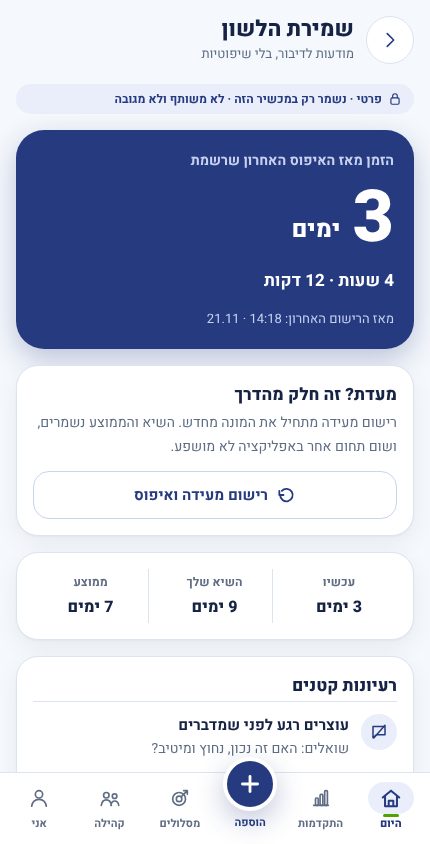 שמירת הלשון
מודעות לדיבור, בלי שיפוטיות
פרטי · נשמר רק במכשיר הזה · לא משותף ולא מגובה
הזמן מאז האיפוס האחרון שרשמת
3 ימים
4 שעות · 12 דקות
מאז הרישום האחרון: 14:18 · 21.11
מעדת? זה חלק מהדרך
רישום מעידה מתחיל את המונה מחדש. השיא והממוצע נשמרים,
ושום תחום אחר באפליקציה לא מושפע.
רישום מעידה ואיפוס
עכשיו
3 ימים
השיא שלך
9 ימים
ממוצע
7 ימים
רעיונות קטנים
עוצרים רגע לפני שמדברים
שואלים: האם זה נכון, נחוץ ומיטיב?
היום
התקדמות
הוספה
מסלולים
קהילה
אני